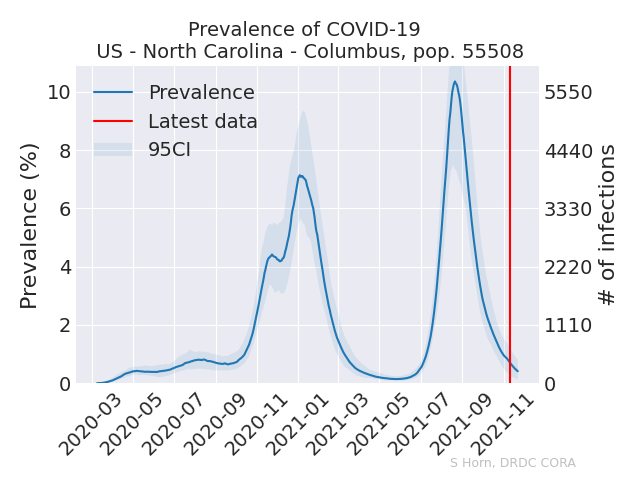 Prevalence of COVID-19
US - North Carolina - Columbus, pop. 55508
Prevalence
Latest data
95CI
Prevalence (%)
10
8
6
4
2
0
# of infections
5550
4440
3330
2220
1110
0
2020-03
2020-05
2020-07
2020-09
2020-11
2021-01
2021-03
2021-05
2021-07
2021-09
2021-11
S Horn, DRDC CORA